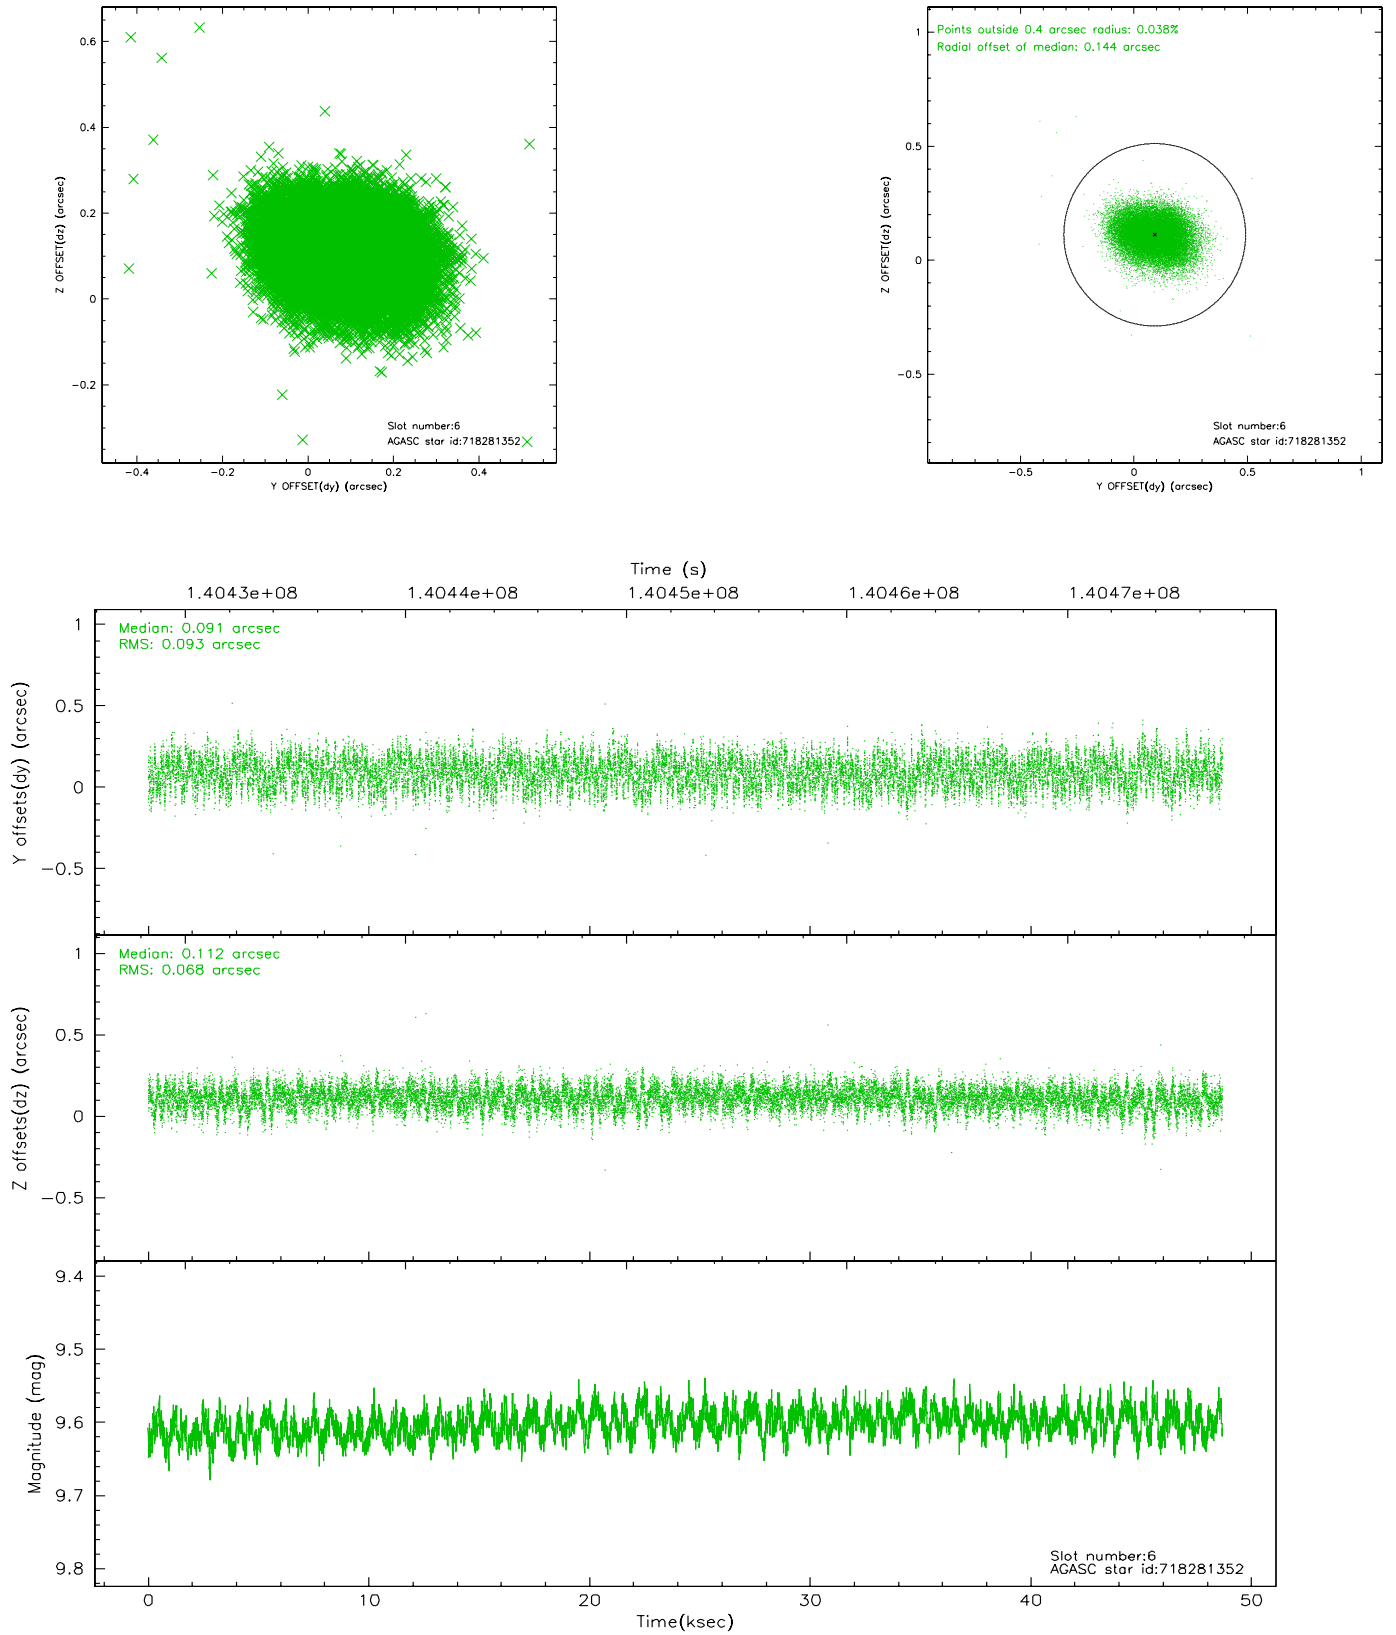 0.6
0.4
0.2
0
−0.2
Z OFFSET(dz) (arcsec)
Slot number:6
AGASC star id:718281352
−0.4 −0.2 0 0.2 0.4
Y OFFSET(dy) (arcsec)
Points outside 0.4 arcsec radius: 0.038%
Radial offset of median: 0.144 arcsec
1
0.5
0
−0.5
Z OFFSET(dz) (arcsec)
Slot number:6
AGASC star id:718281352
−0.5 0 0.5 1
Y OFFSET(dy) (arcsec)
Time (s)
1.4043e+08 1.4044e+08 1.4045e+08 1.4046e+08 1.4047e+08
Median: 0.091 arcsec
RMS: 0.093 arcsec
1
0.5
0
−0.5
Y offsets(dy) (arcsec)
Median: 0.112 arcsec
RMS: 0.068 arcsec
1
0.5
0
−0.5
Z offsets(dz) (arcsec)
9.4
9.5
9.6
9.7
9.8
Magnitude (mag)
Slot number:6
AGASC star id:718281352
0 10 20 30 40 50
Time(ksec)